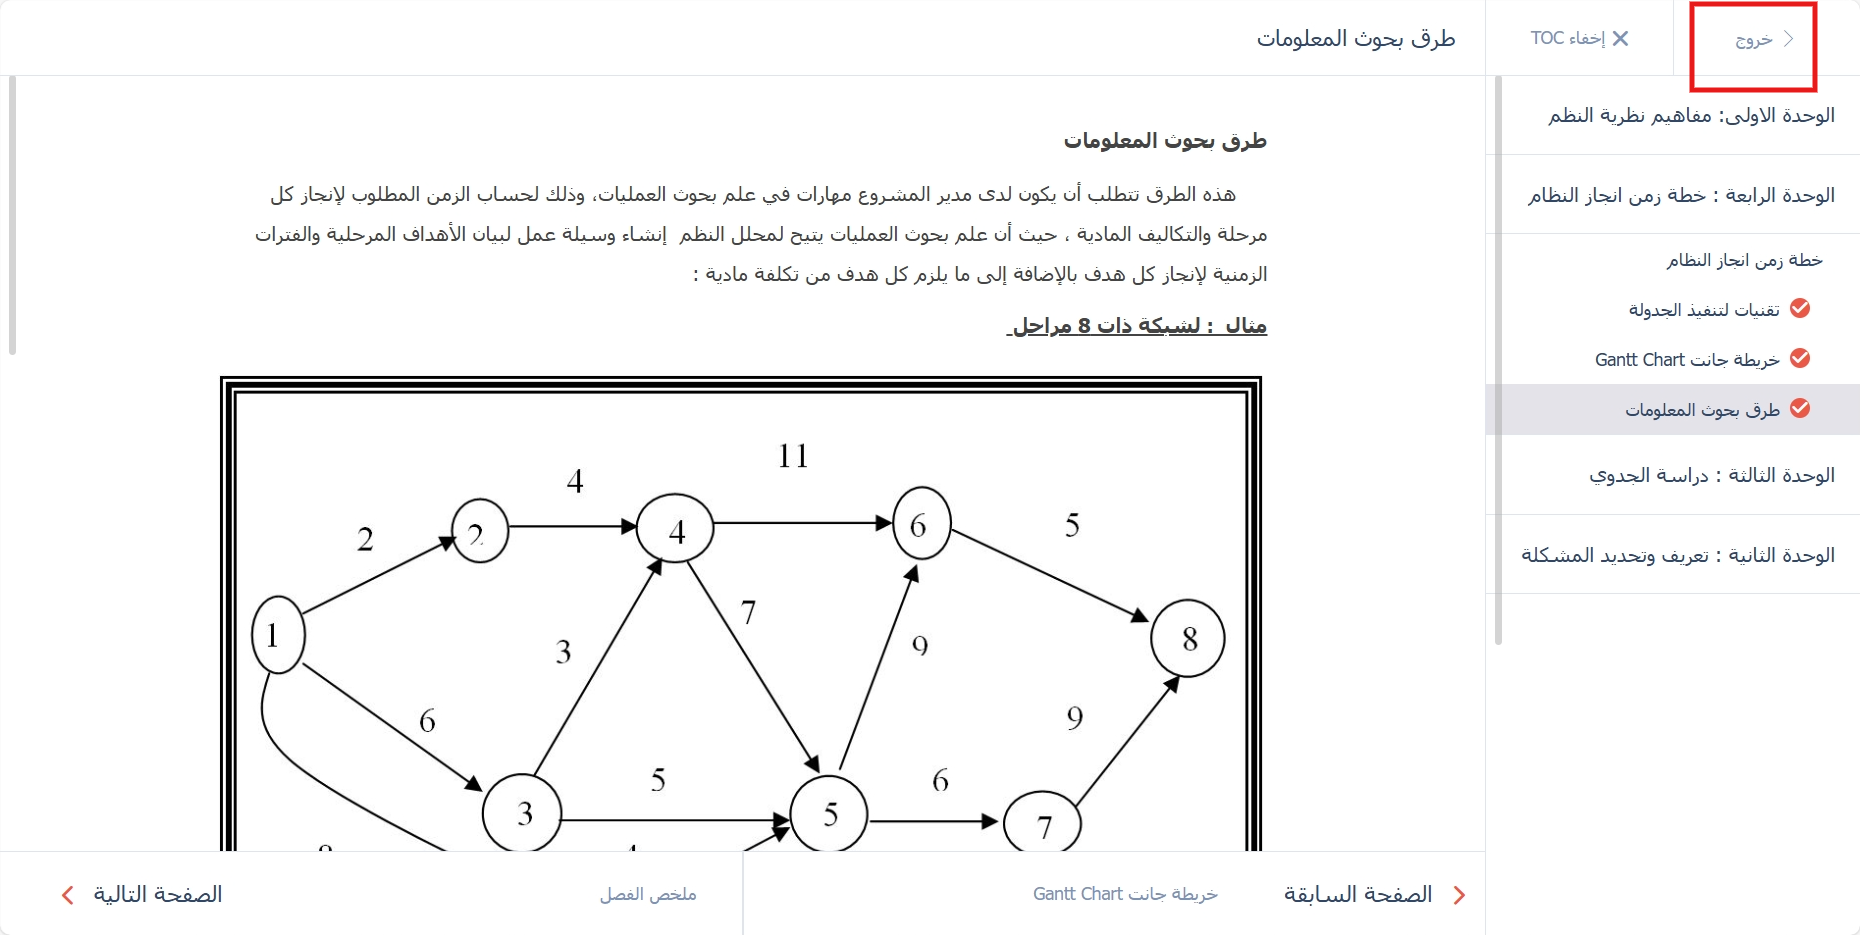 خروج
إخفاء TOC
طرق بحوث المعلومات
الوحدة الاولى: مفاهيم نظرية النظم
الوحدة الرابعة : خطة زمن انجاز النظام
خطة زمن انجاز النظام
تقنيات لتنفيذ الجدولة
خريطة جانت Gantt Chart
طرق بحوث المعلومات
الوحدة الثالثة : دراسة الجدوي
الوحدة الثانية : تعريف وتحديد المشكلة
طرق بحوث المعلومات
هذه الطرق تتطلب أن يكون لدى مدير المشروع مهارات في علم بحوث العمليات، وذلك لحساب الزمن المطلوب لإنجاز كل
مرحلة والتكاليف المادية ، حيث أن علم بحوث العمليات يتيح لمحلل النظم إنشاء وسيلة عمل لبيان الأهداف المرحلية والفترات
الزمنية لإنجاز كل هدف بالإضافة إلى ما يلزم كل هدف من تكلفة مادية :
مثال : لشبكة ذات 8 مراحل
11
4
2
2
4
6
5
1
3
7
9
8
6
9
5
6
3
5
7
الصفحة السابقة
خريطة جانت Gantt Chart
ملخص الفصل
الصفحة التالية